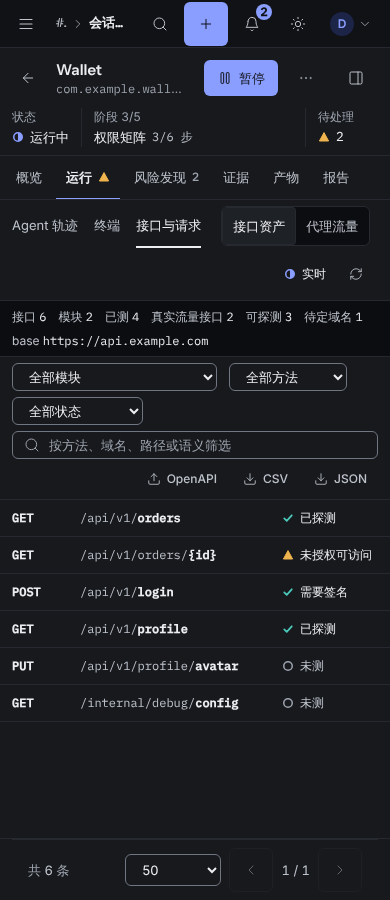 #. > 会话… 2 D
Wallet
com.example.wall…
暂停
状态 阶段 3/5 待处理
运行中 权限矩阵 3/6 步 2
概览 运行 风险发现 2 证据 产物 报告
Agent 轨迹 终端 接口与请求 接口资产 代理流量
实时
接口 6 模块 2 已测 4 真实流量接口 2 可探测 3 待定域名 1
base https://api.example.com
全部模块 全部方法
全部状态
按方法、域名、路径或语义筛选
OpenAPI CSV JSON
GET /api/v1/orders 已探测
GET /api/v1/orders/{id} 未授权可访问
POST /api/v1/login 需要签名
GET /api/v1/profile 已探测
PUT /api/v1/profile/avatar 未测
GET /internal/debug/config 未测
共 6 条 50 1 / 1